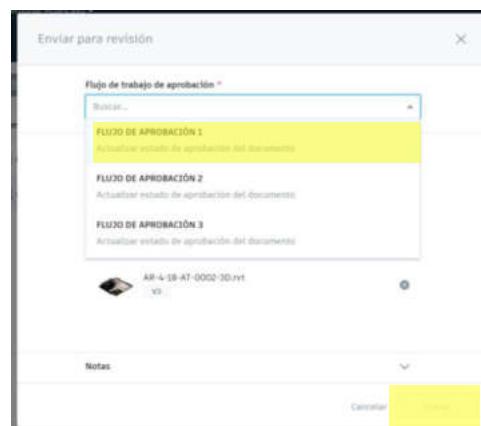 Enviar para revisión
Flujo de trabajo de aprobación *
Buscar...
FLUJO DE APROBACIÓN 1
Actualizar estado de aprobación del documento
FLUJO DE APROBACIÓN 2
Actualizar estado de aprobación del documento
FLUJO DE APROBACIÓN 3
Actualizar estado de aprobación del documento
AR-4-1B-AT-0002-3D.rvt
V3
Notas
Cancelar